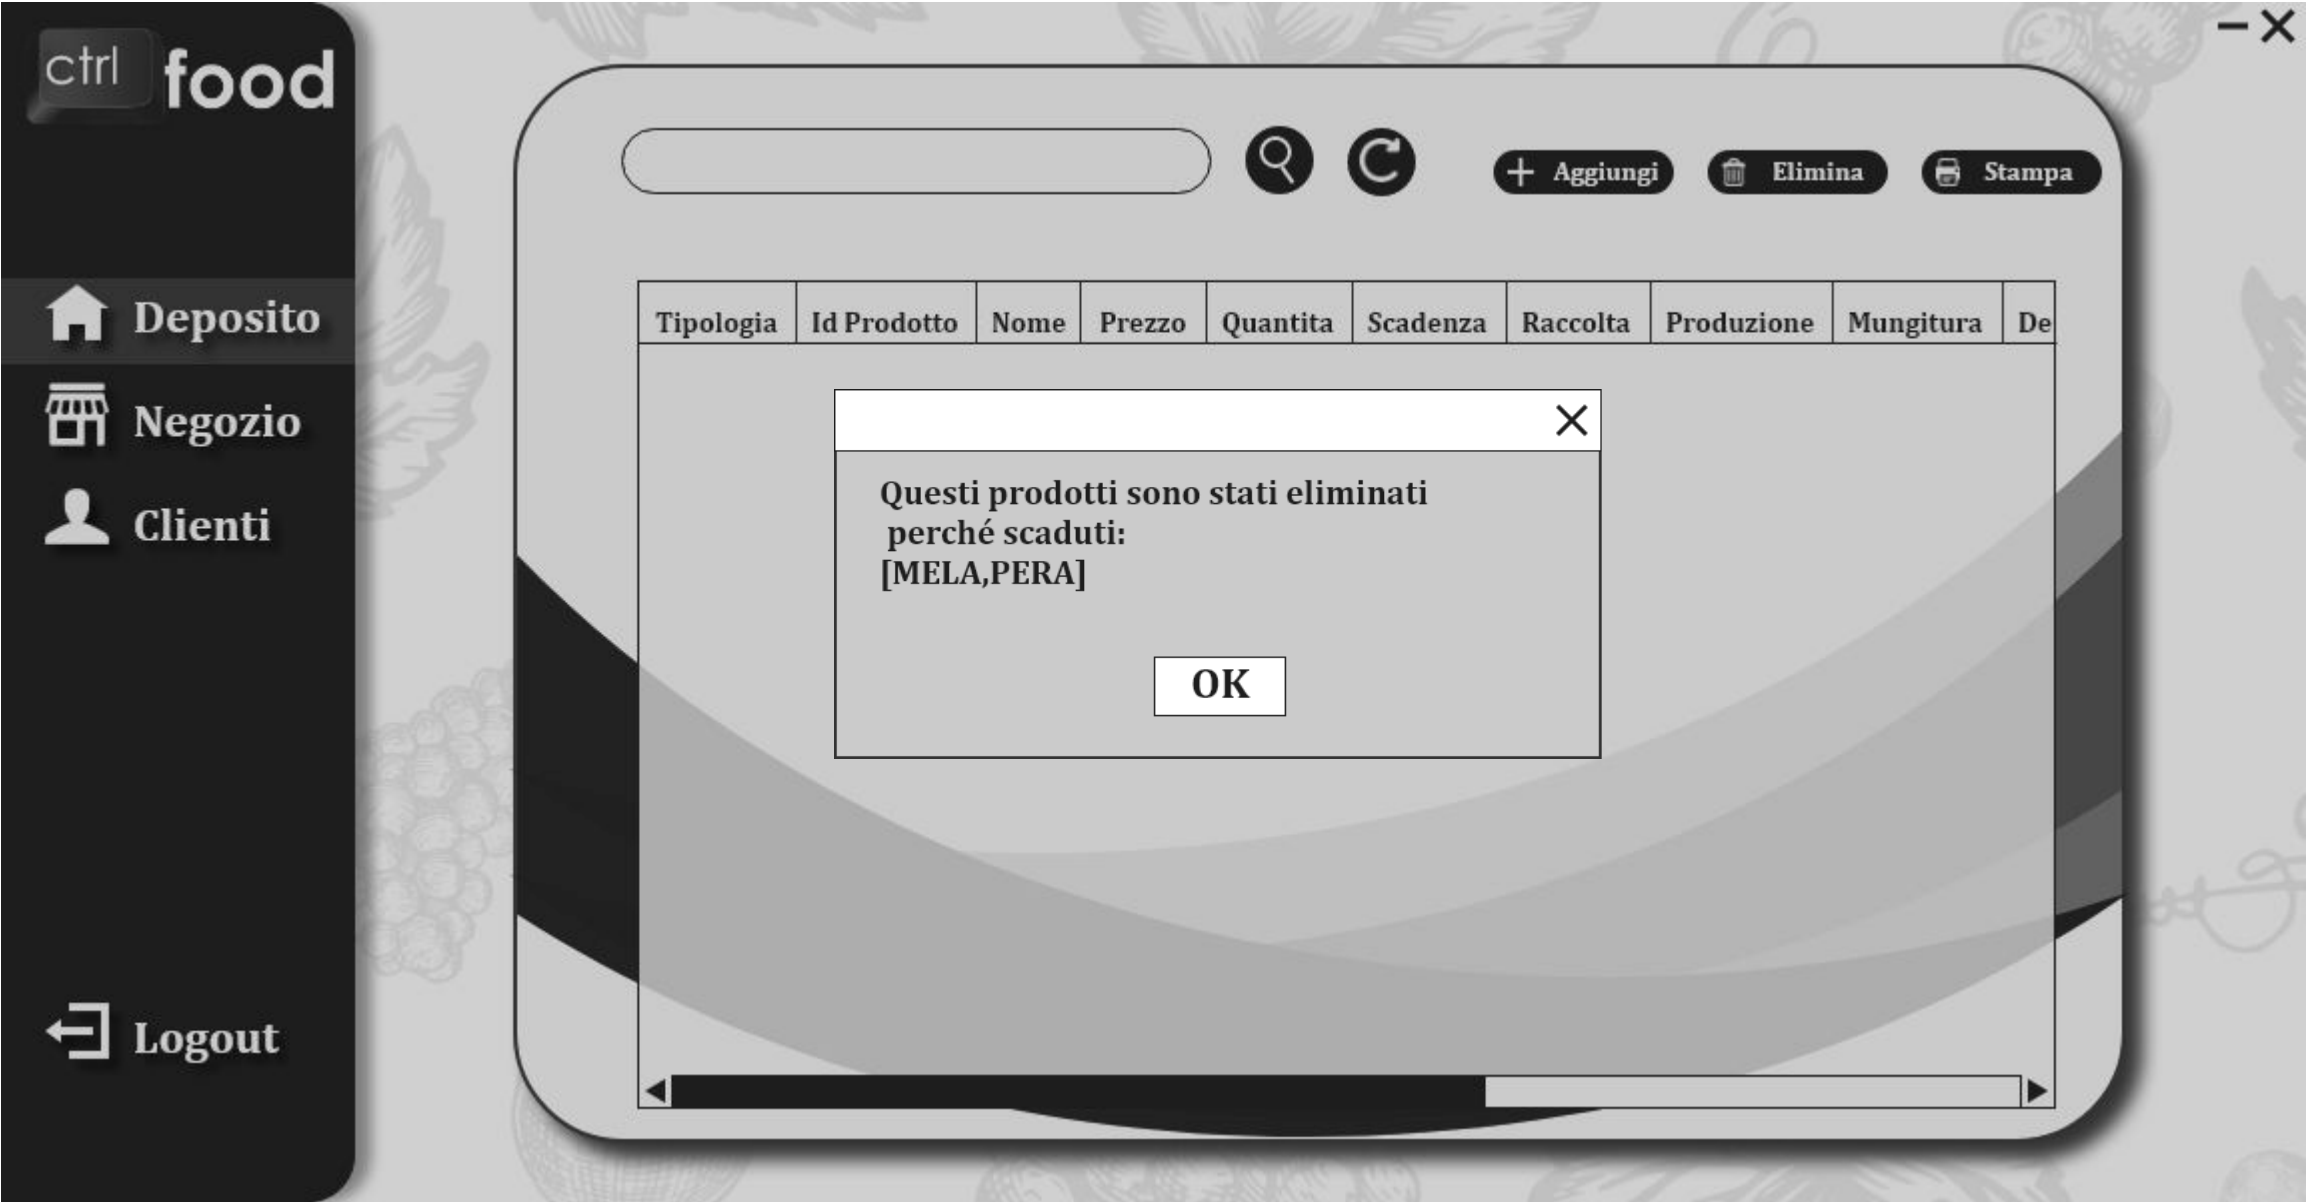 ctrl food
Aggiungi Elimina Stampa
Deposito
Negozio
Clienti
Logout
Tipologia Id Prodotto Nome Prezzo Quantita Scadenza Raccolta Produzione Mungitura De
Questi prodotti sono stati eliminati
perché scaduti:
[MELA,PERA]
OK